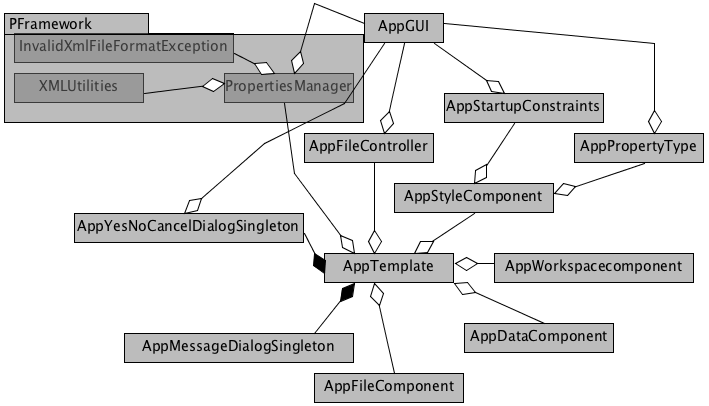 PFramework
AppGUI
InvalidXmlFileFormatException
XMLUtilities
PropertiesManager
AppStartupConstraints
AppFileController
AppPropertyType
AppStyleComponent
AppYesNoCancelDialogSingleton
AppTemplate
AppWorkspacecomponent
AppDataComponent
AppMessageDialogSingleton
AppFileComponent